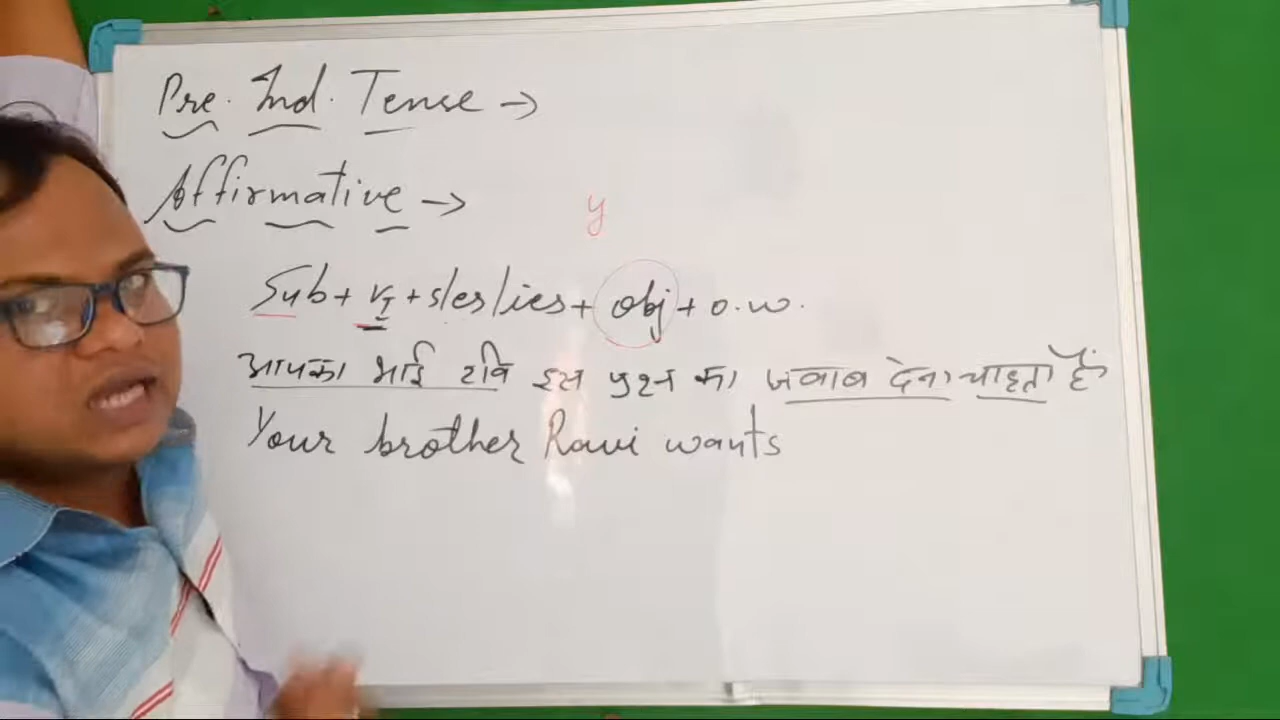 Pre. Ind. Tense →
Affirmative →
y
Sub + V1 + s/es/ies + obj + o.w.
आपका भाई रवि इस प्रश्न का जवाब देना चाहता है
Your brother Ravi wants